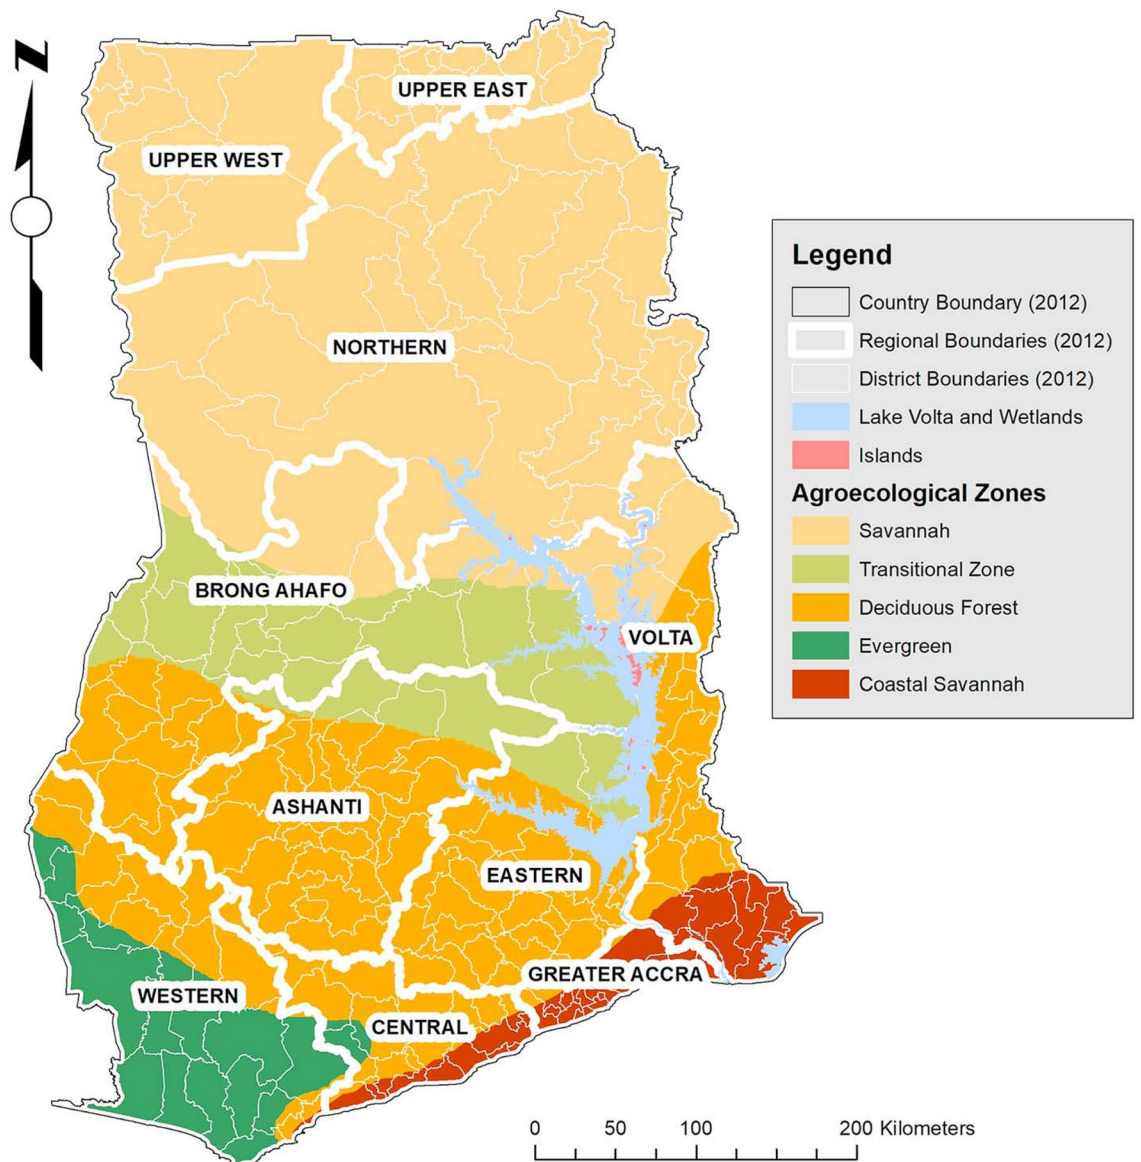 N
UPPER EAST
UPPER WEST
NORTHERN
BRONG AHAFO
VOLTA
ASHANTI
EASTERN
GREATER ACCRA
WESTERN
CENTRAL
Legend
Country Boundary (2012)
Regional Boundaries (2012)
District Boundaries (2012)
Lake Volta and Wetlands
Islands
Agroecological Zones
Savannah
Transitional Zone
Deciduous Forest
Evergreen
Coastal Savannah
0 50 100 200 Kilometers